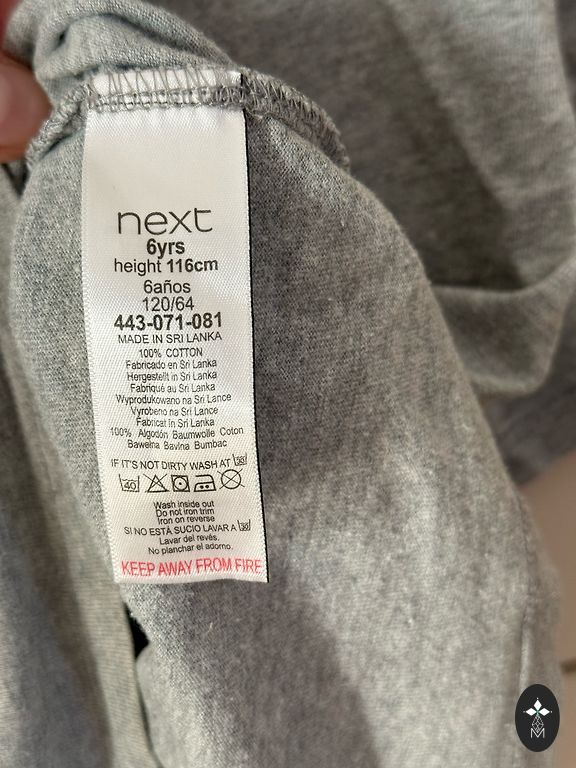 next
6yrs
height 116cm
6años
120/64
443-071-081
MADE IN SRI LANKA
100% COTTON
Fabricado en Sri Lanka
Hergestellt in Sri Lanka
Fabriqué au Sri Lanka
Wyprodukowano na Sri Lance
Vyrobeno na Sri Lance
Fabricat în Sri Lanka
100% Algodón Baumwolle Coton
Bawełna Bavlna Bumbac
IF IT'S NOT DIRTY WASH AT 30
40
Wash inside out
Do not iron trim
Iron on reverse
SI NO ESTÁ SUCIO LAVAR A 30
Lavar del revés.
No planchar el adorno.
KEEP AWAY FROM FIRE
M